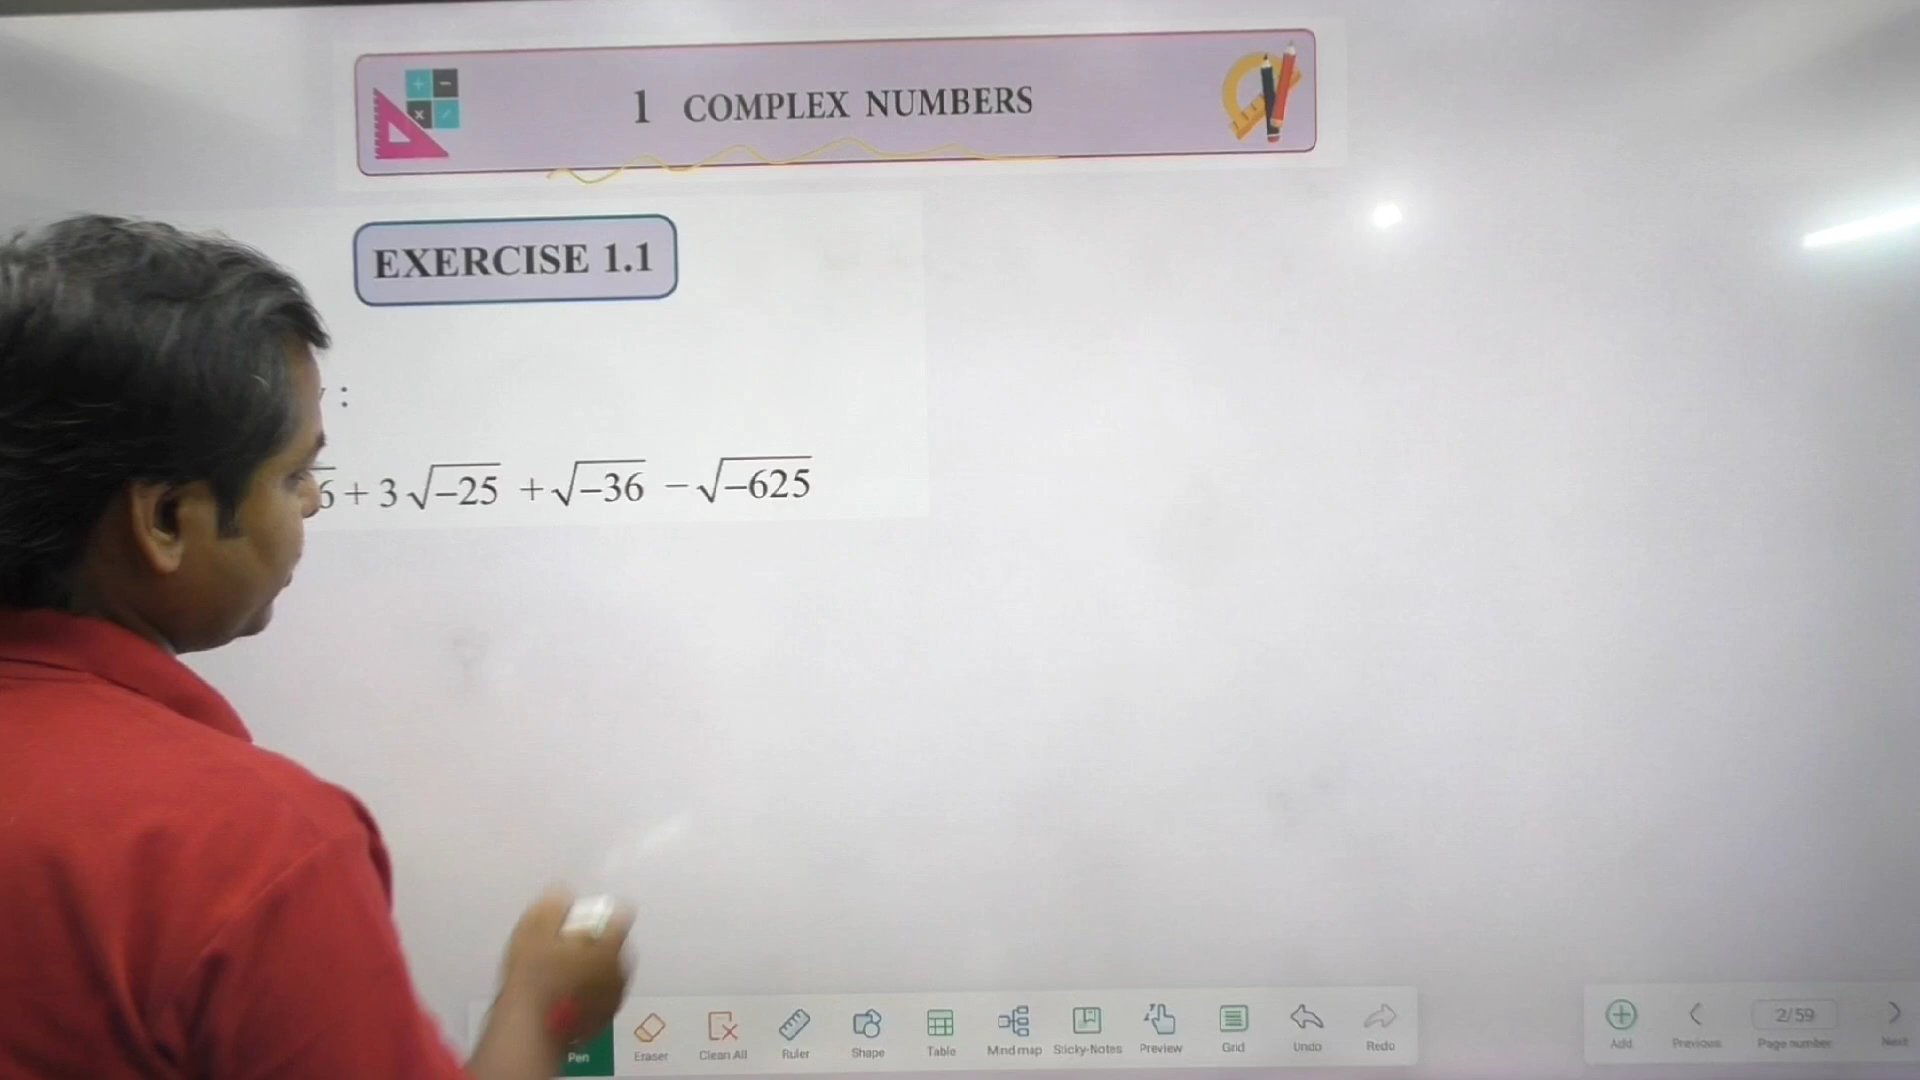 1 COMPLEX NUMBERS
EXERCISE 1.1
:
6 + 3√-25 + √-36 - √-625
Pen Eraser Clean All Ruler Shape Table Mind map Sticky-Notes Preview Grid Undo Redo
Add Previous 2/59 Page number Next